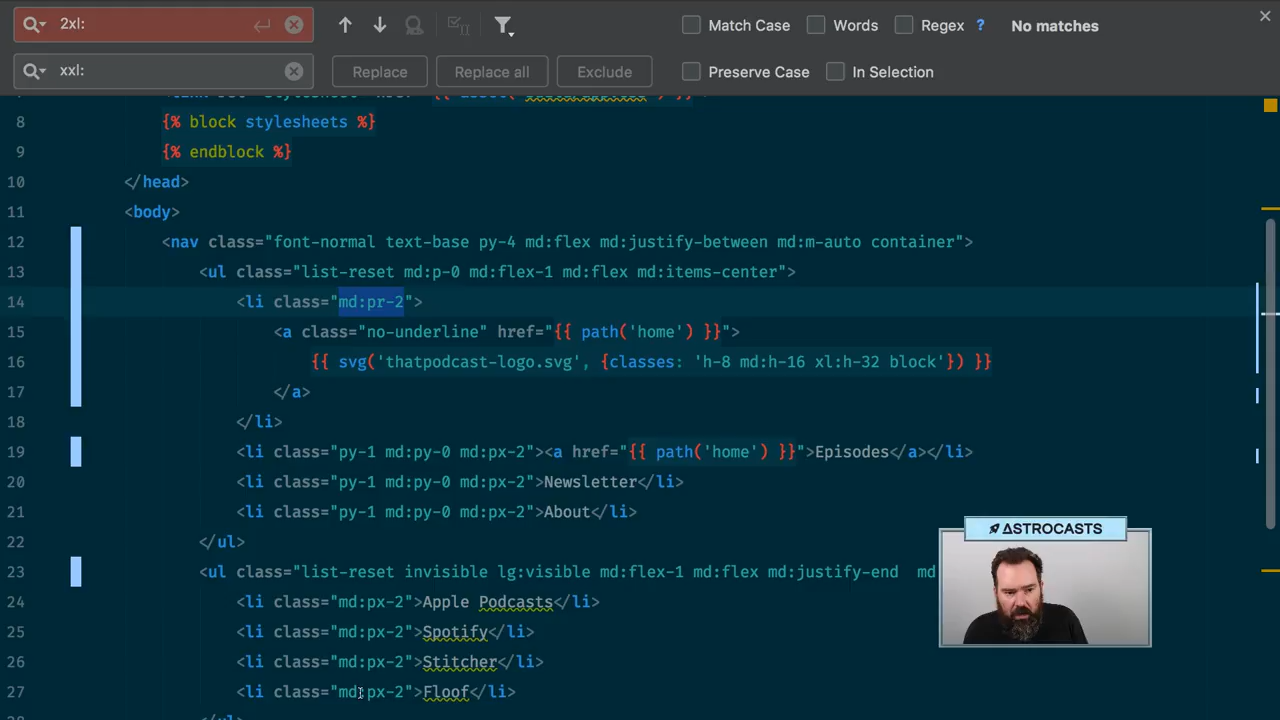 2xl:
Match Case
Words
Regex
?
No matches
xxl:
Replace
Replace all
Exclude
Preserve Case
In Selection
8 {% block stylesheets %}
9 {% endblock %}
10 </head>
11 <body>
12 <nav class="font-normal text-base py-4 md:flex md:justify-between md:m-auto container">
13 <ul class="list-reset md:p-0 md:flex-1 md:flex md:items-center">
14 <li class="md:pr-2">
15 <a class="no-underline" href="{{ path('home') }}">
16 {{ svg('thatpodcast-logo.svg', {classes: 'h-8 md:h-16 xl:h-32 block'}) }}
17 </a>
18 </li>
19 <li class="py-1 md:py-0 md:px-2"><a href="{{ path('home') }}">Episodes</a></li>
20 <li class="py-1 md:py-0 md:px-2">Newsletter</li>
21 <li class="py-1 md:py-0 md:px-2">About</li>
22 </ul>
23 <ul class="list-reset invisible lg:visible md:flex-1 md:flex md:justify-end md
24 <li class="md:px-2">Apple Podcasts</li>
25 <li class="md:px-2">Spotify</li>
26 <li class="md:px-2">Stitcher</li>
27 <li class="md:px-2">Floof</li>
ΔSTROCASTS